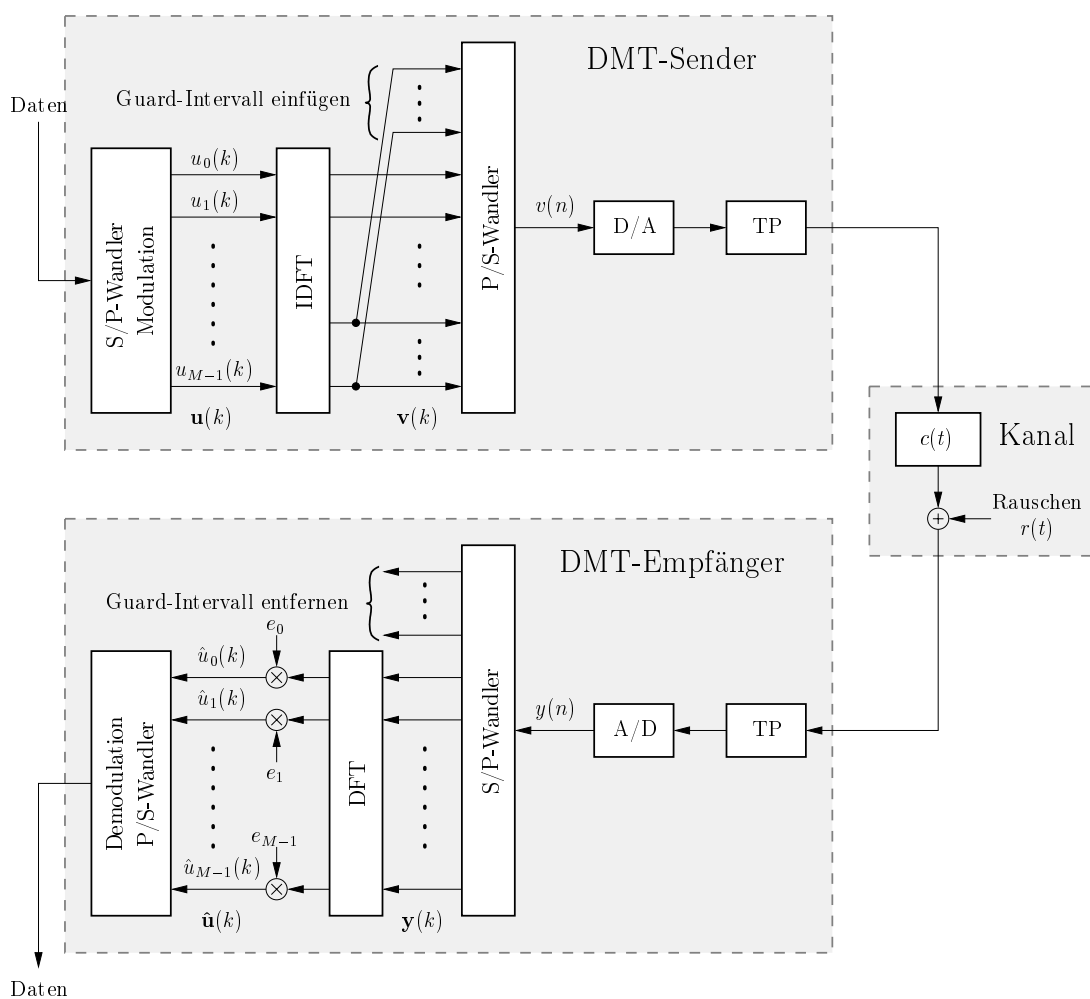 DMT-Sender
Guard-Intervall einfügen
Daten
u_0(k)
u_1(k)
u_{M−1}(k)
S/P-Wandler
Modulation
IDFT
P/S-Wandler
v(n)
D/A
TP
u(k)
v(k)
c(t)
Kanal
+
Rauschen
r(t)
DMT-Empfänger
Guard-Intervall entfernen
e_0
û_0(k)
û_1(k)
e_1
e_{M−1}
û_{M−1}(k)
Demodulation
P/S-Wandler
DFT
S/P-Wandler
y(n)
A/D
TP
û(k)
y(k)
Daten